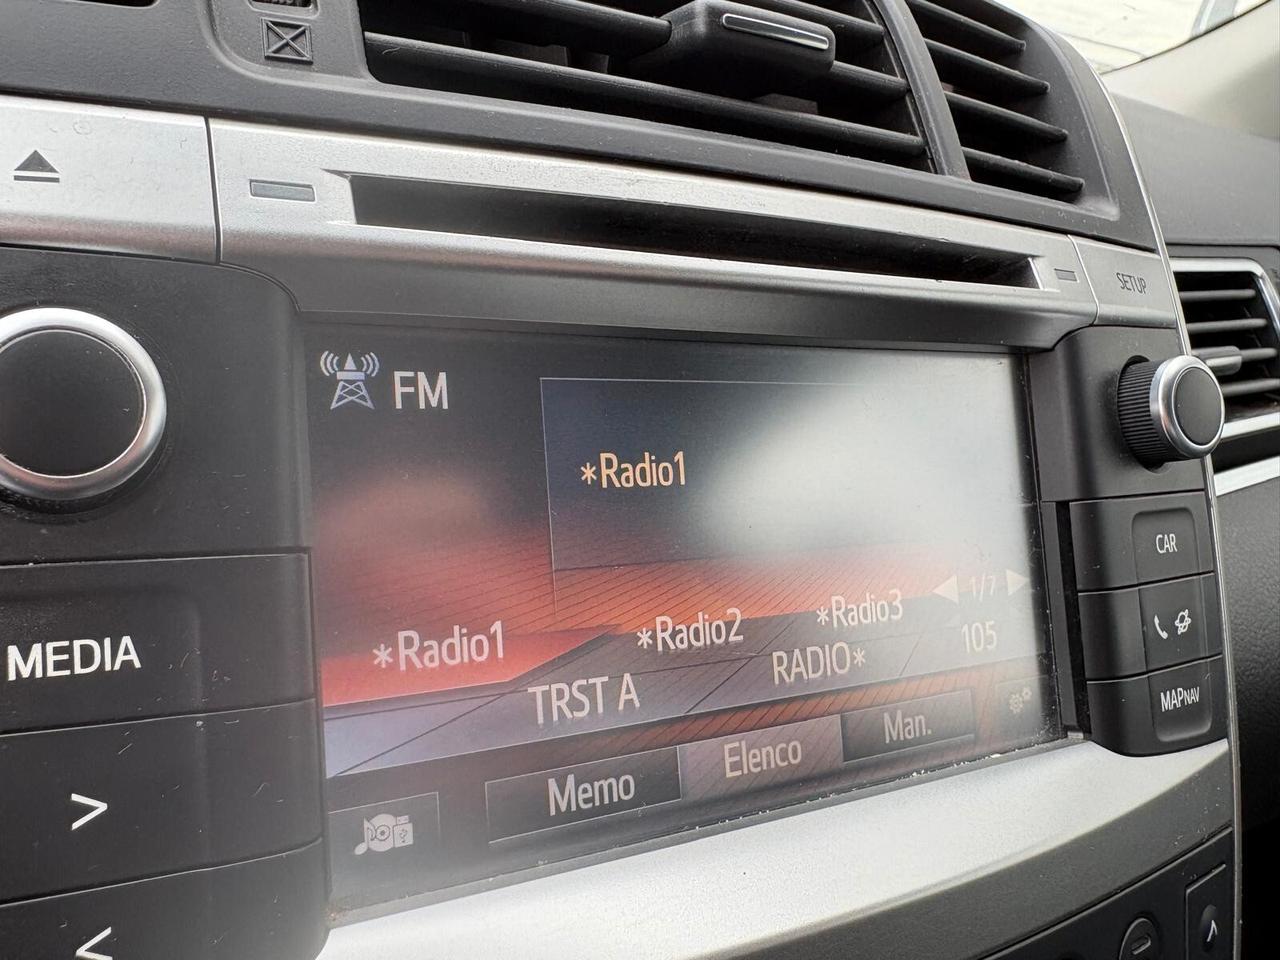 SETUP
FM
*Radio1
CAR
1/7
*Radio1
*Radio2
*Radio3
TRST A
RADIO*
105
MEDIA
MAPNAV
Memo
Elenco
Man.
>
<